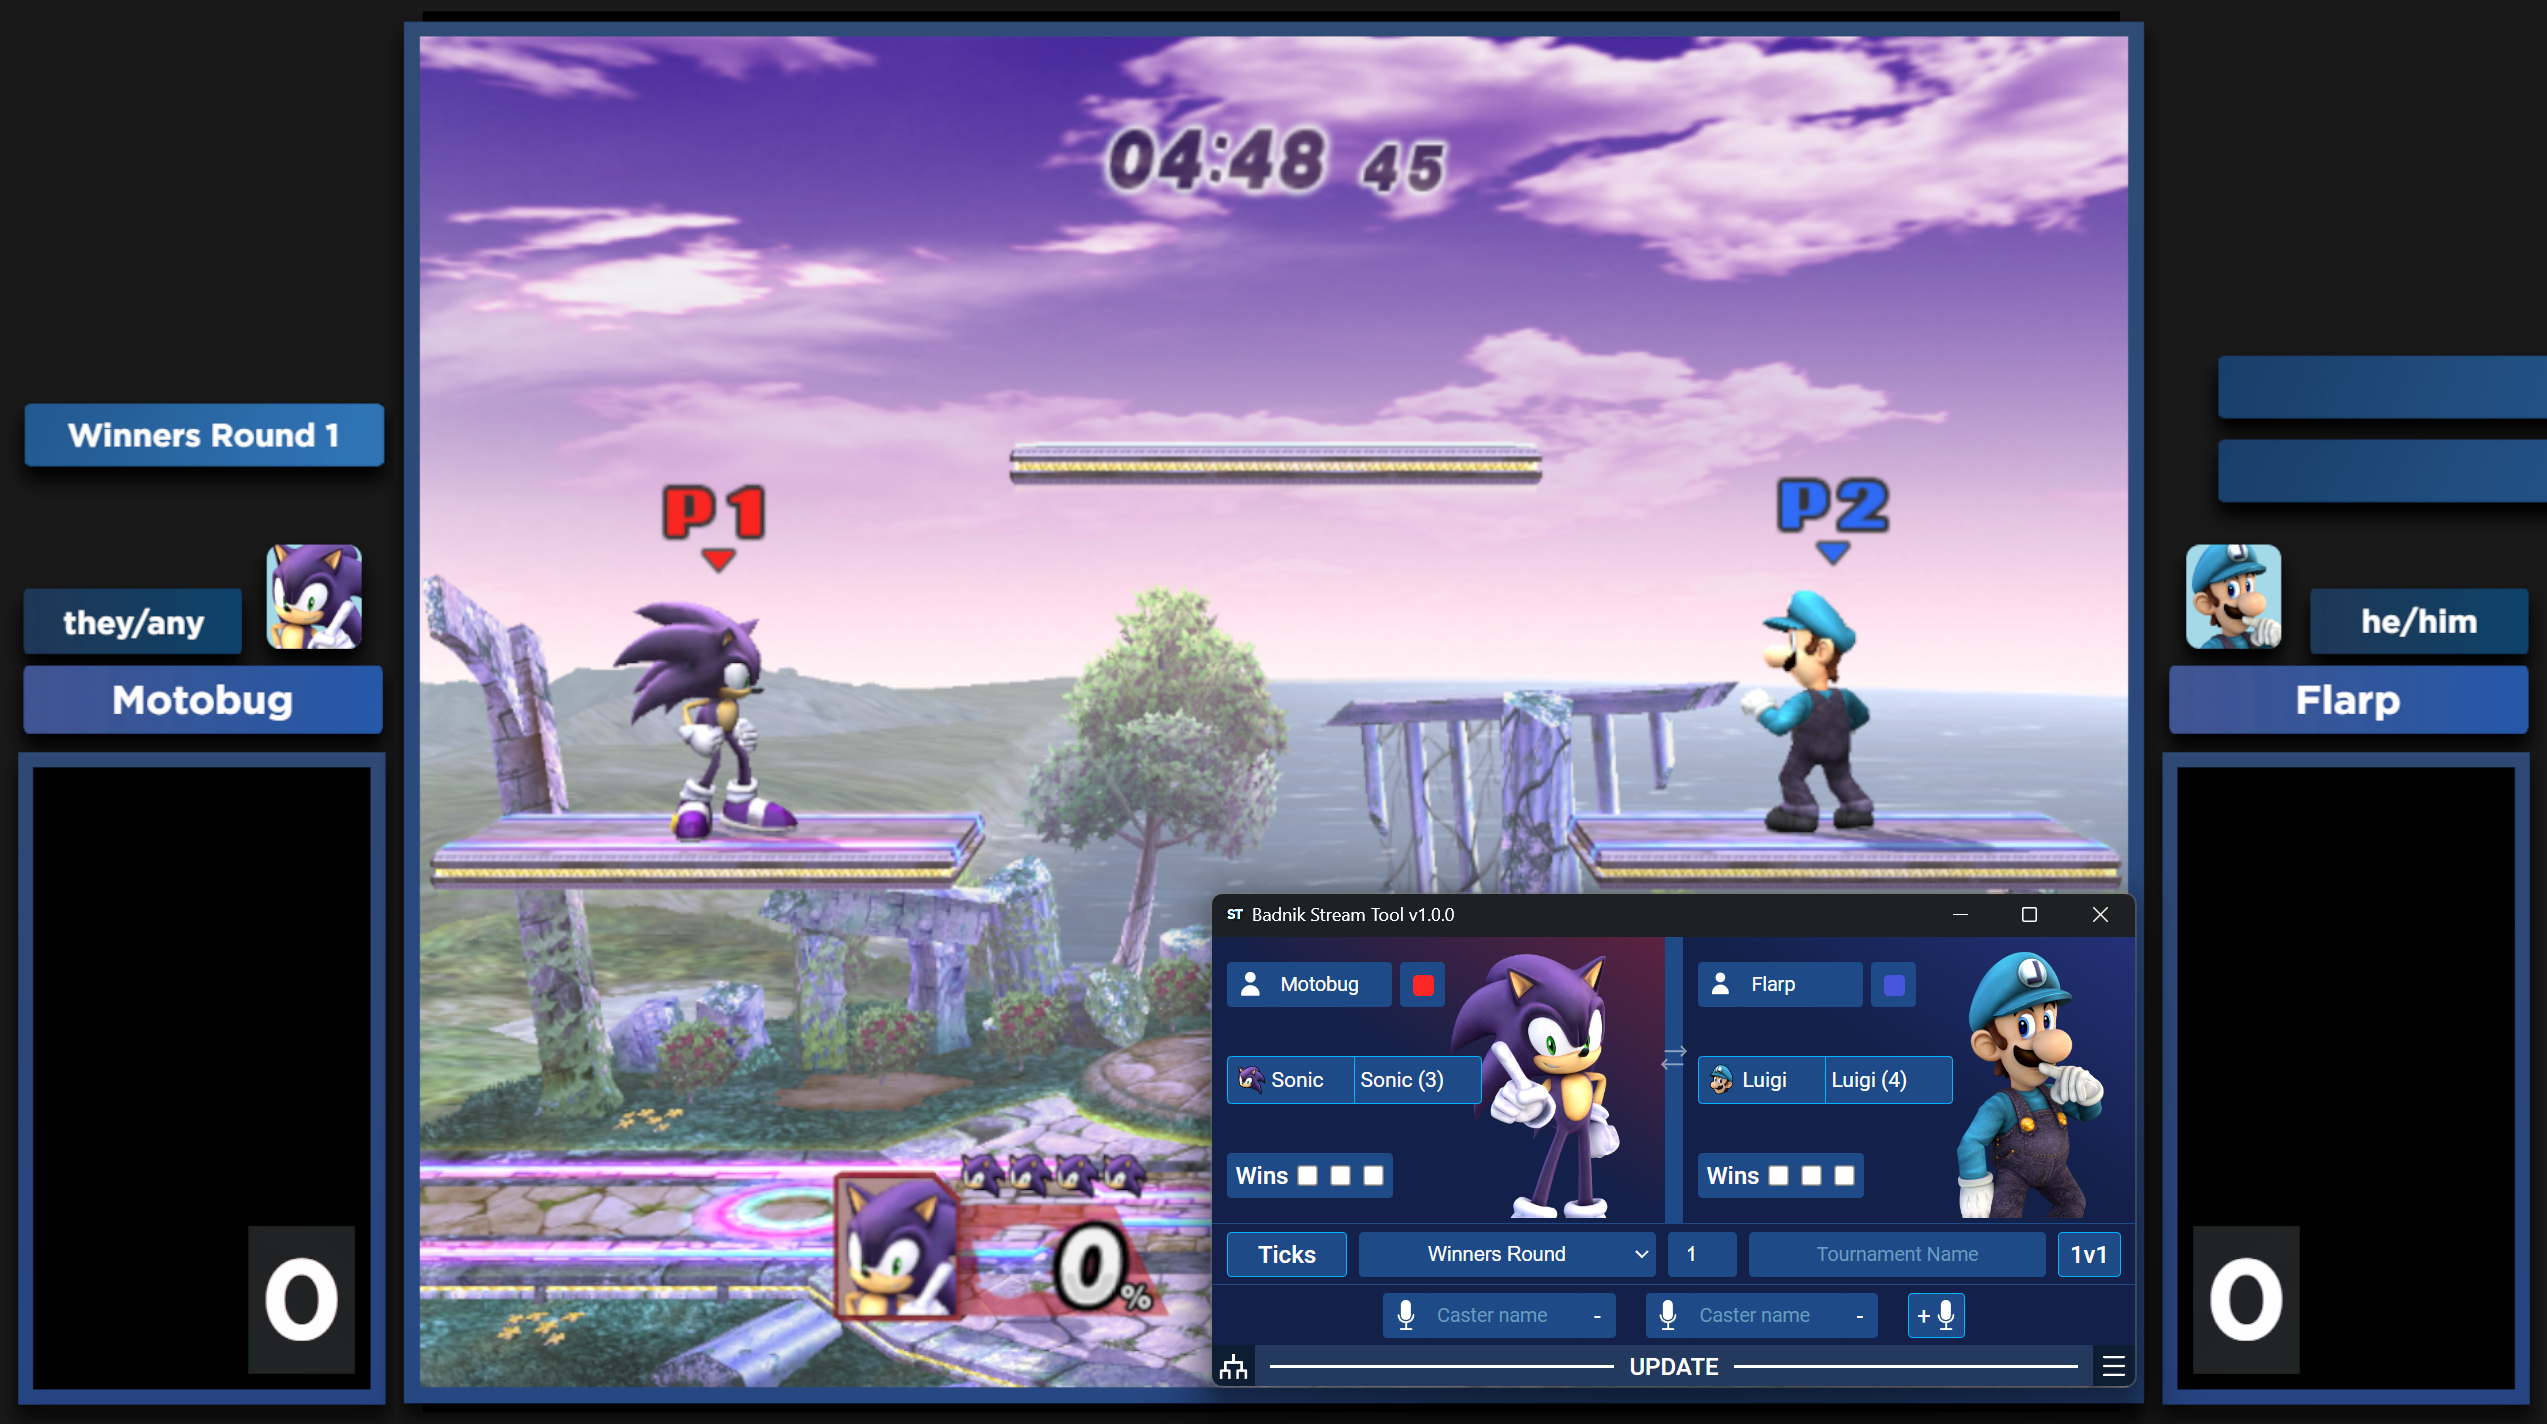 04:48 45
Winners Round 1
P1
P2
they/any
he/him
Motobug
Flarp
ST Badnik Stream Tool v1.0.0
Motobug
Flarp
Sonic Sonic (3)
Luigi Luigi (4)
Wins
Wins
0%
0
0
Ticks Winners Round 1 Tournament Name 1v1
Caster name - Caster name - +
UPDATE